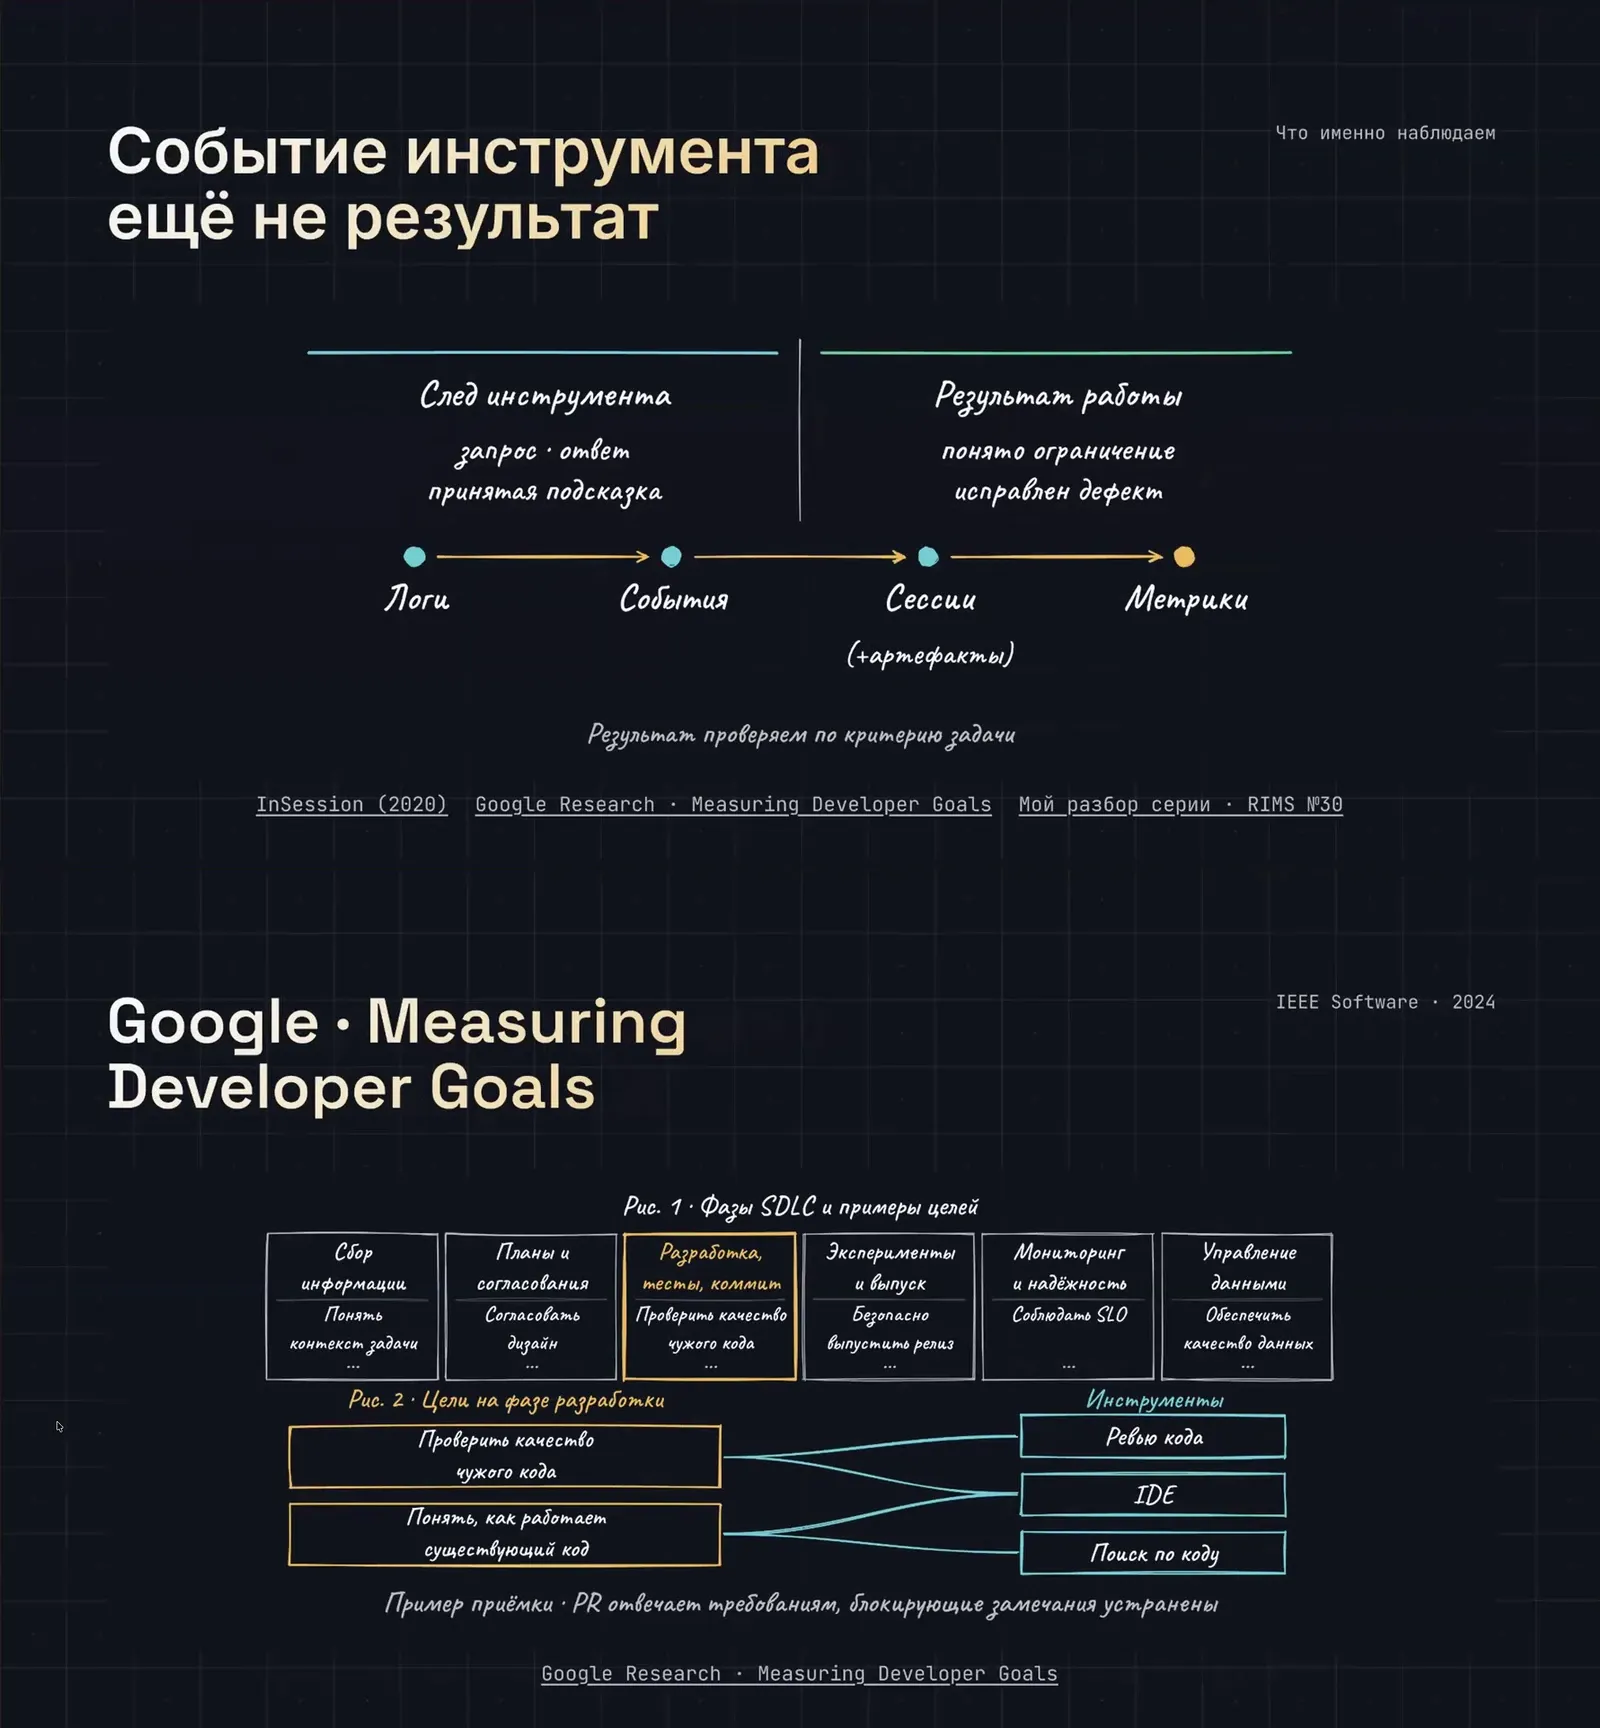 Событие инструмента
ещё не результат
Что именно наблюдаем
След инструмента
запрос · ответ
принятая подсказка
Результат работы
понято ограничение
исправлен дефект
Логи
События
Сессии
Метрики
(+артефакты)
Результат проверяем по критерию задачи
InSession (2020)
Google Research · Measuring Developer Goals
Мой разбор серии · RIMS №30
Google · Measuring
Developer Goals
IEEE Software · 2024
Рис. 1 · Фазы SDLC и примеры целей
Сбор
информации
Понять
контекст задачи
...
Планы и
согласования
Согласовать
дизайн
...
Разработка,
тесты, коммит
Проверить качество
чужого кода
...
Эксперименты
и выпуск
Безопасно
выпустить релиз
...
Мониторинг
и надёжность
Соблюдать SLO
...
Управление
данными
Обеспечить
качество данных
...
Рис. 2 · Цели на фазе разработки
Проверить качество
чужого кода
Понять, как работает
существующий код
Инструменты
Ревью кода
IDE
Поиск по коду
Пример приёмки · PR отвечает требованиям, блокирующие замечания устранены
Google Research · Measuring Developer Goals